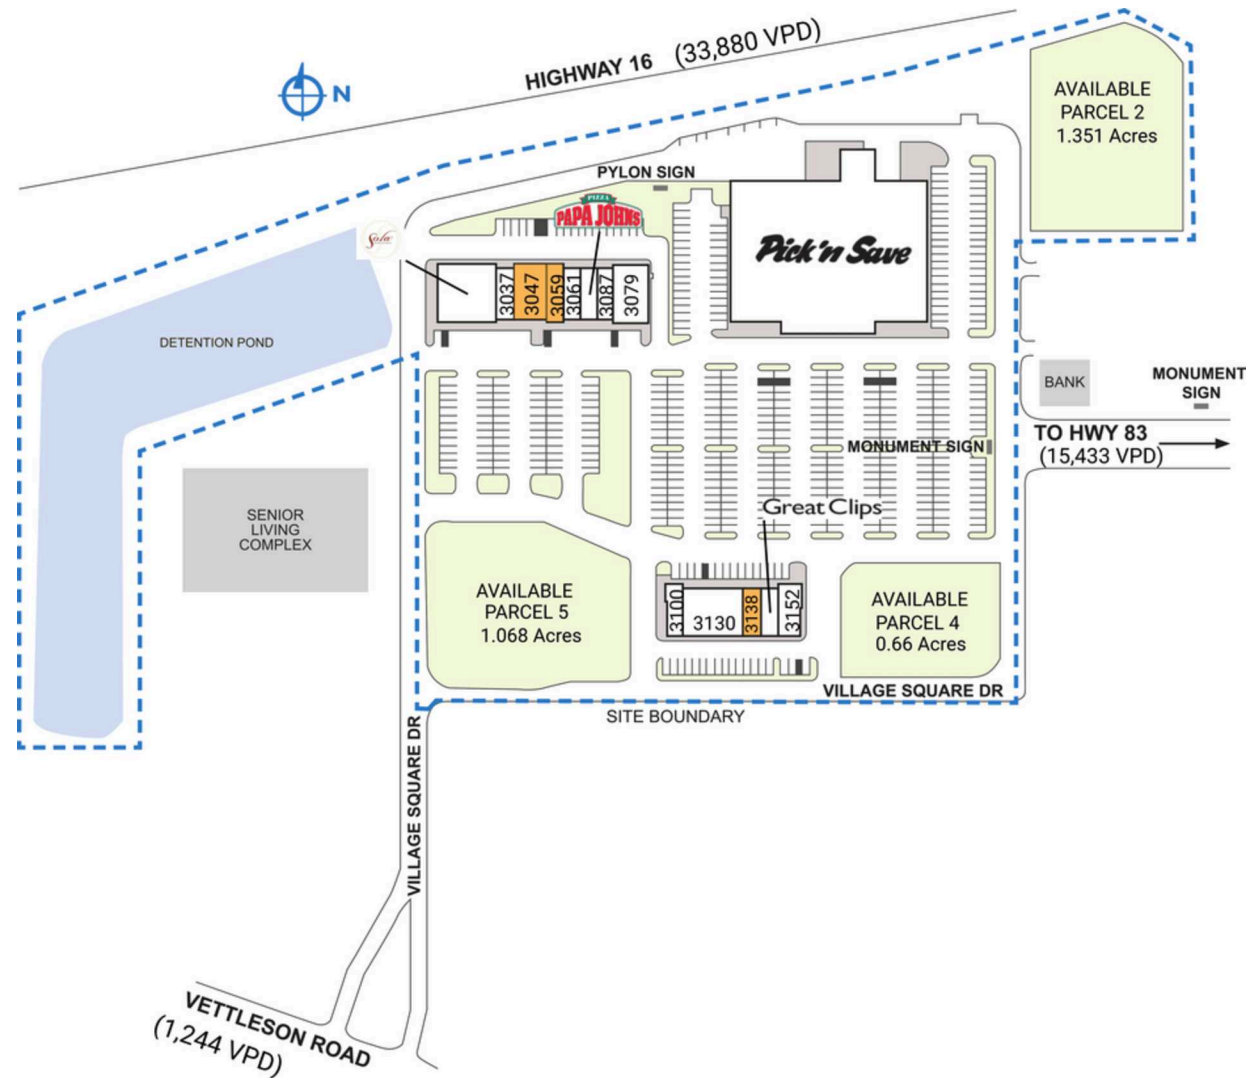 HIGHWAY 16 (33,880 VPD)
N
AVAILABLE
PARCEL 2
1.351 Acres
PYLON SIGN
PIZZA
PAPA JOHNS
Pick 'n Save
3037
3047
3059
3061
3087
3079
DETENTION POND
BANK
MONUMENT
SIGN
TO HWY 83
(15,433 VPD)
MONUMENT SIGN
SENIOR
LIVING
COMPLEX
Great Clips
AVAILABLE
PARCEL 5
1.068 Acres
3100
3130
3138
3152
AVAILABLE
PARCEL 4
0.66 Acres
VILLAGE SQUARE DR
SITE BOUNDARY
VILLAGE SQUARE DR
VETTLESON ROAD
(1,244 VPD)